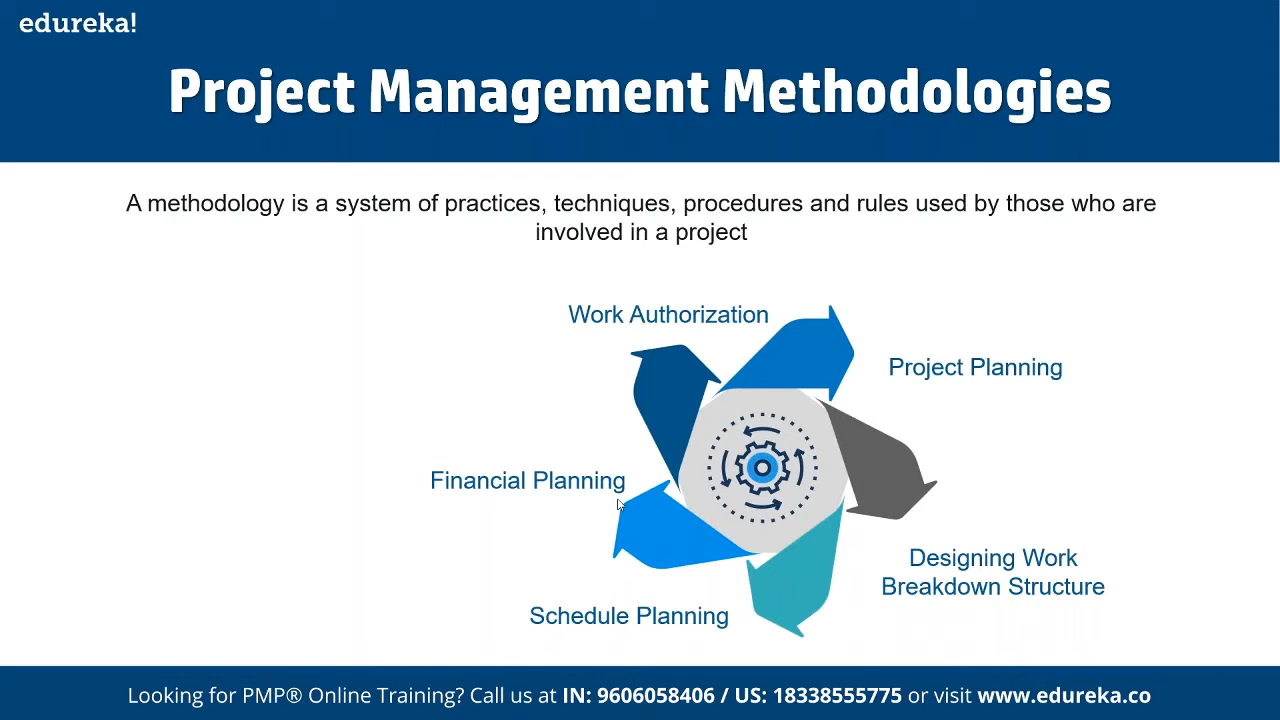 edureka!
Project Management Methodologies
A methodology is a system of practices, techniques, procedures and rules used by those who are
involved in a project
Work Authorization
Project Planning
Financial Planning
Designing Work
Breakdown Structure
Schedule Planning
Looking for PMP® Online Training? Call us at IN: 9606058406 / US: 18338555775 or visit www.edureka.co